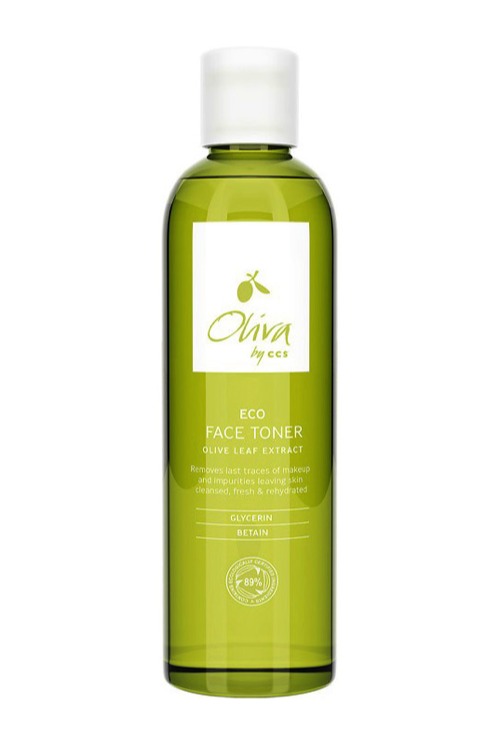 Oliva
by ccs
ECO
FACE TONER
OLIVE LEAF EXTRACT
Removes last traces of makeup
and impurities leaving skin
cleansed, fresh & rehydrated
GLYCERIN
BETAIN
89%